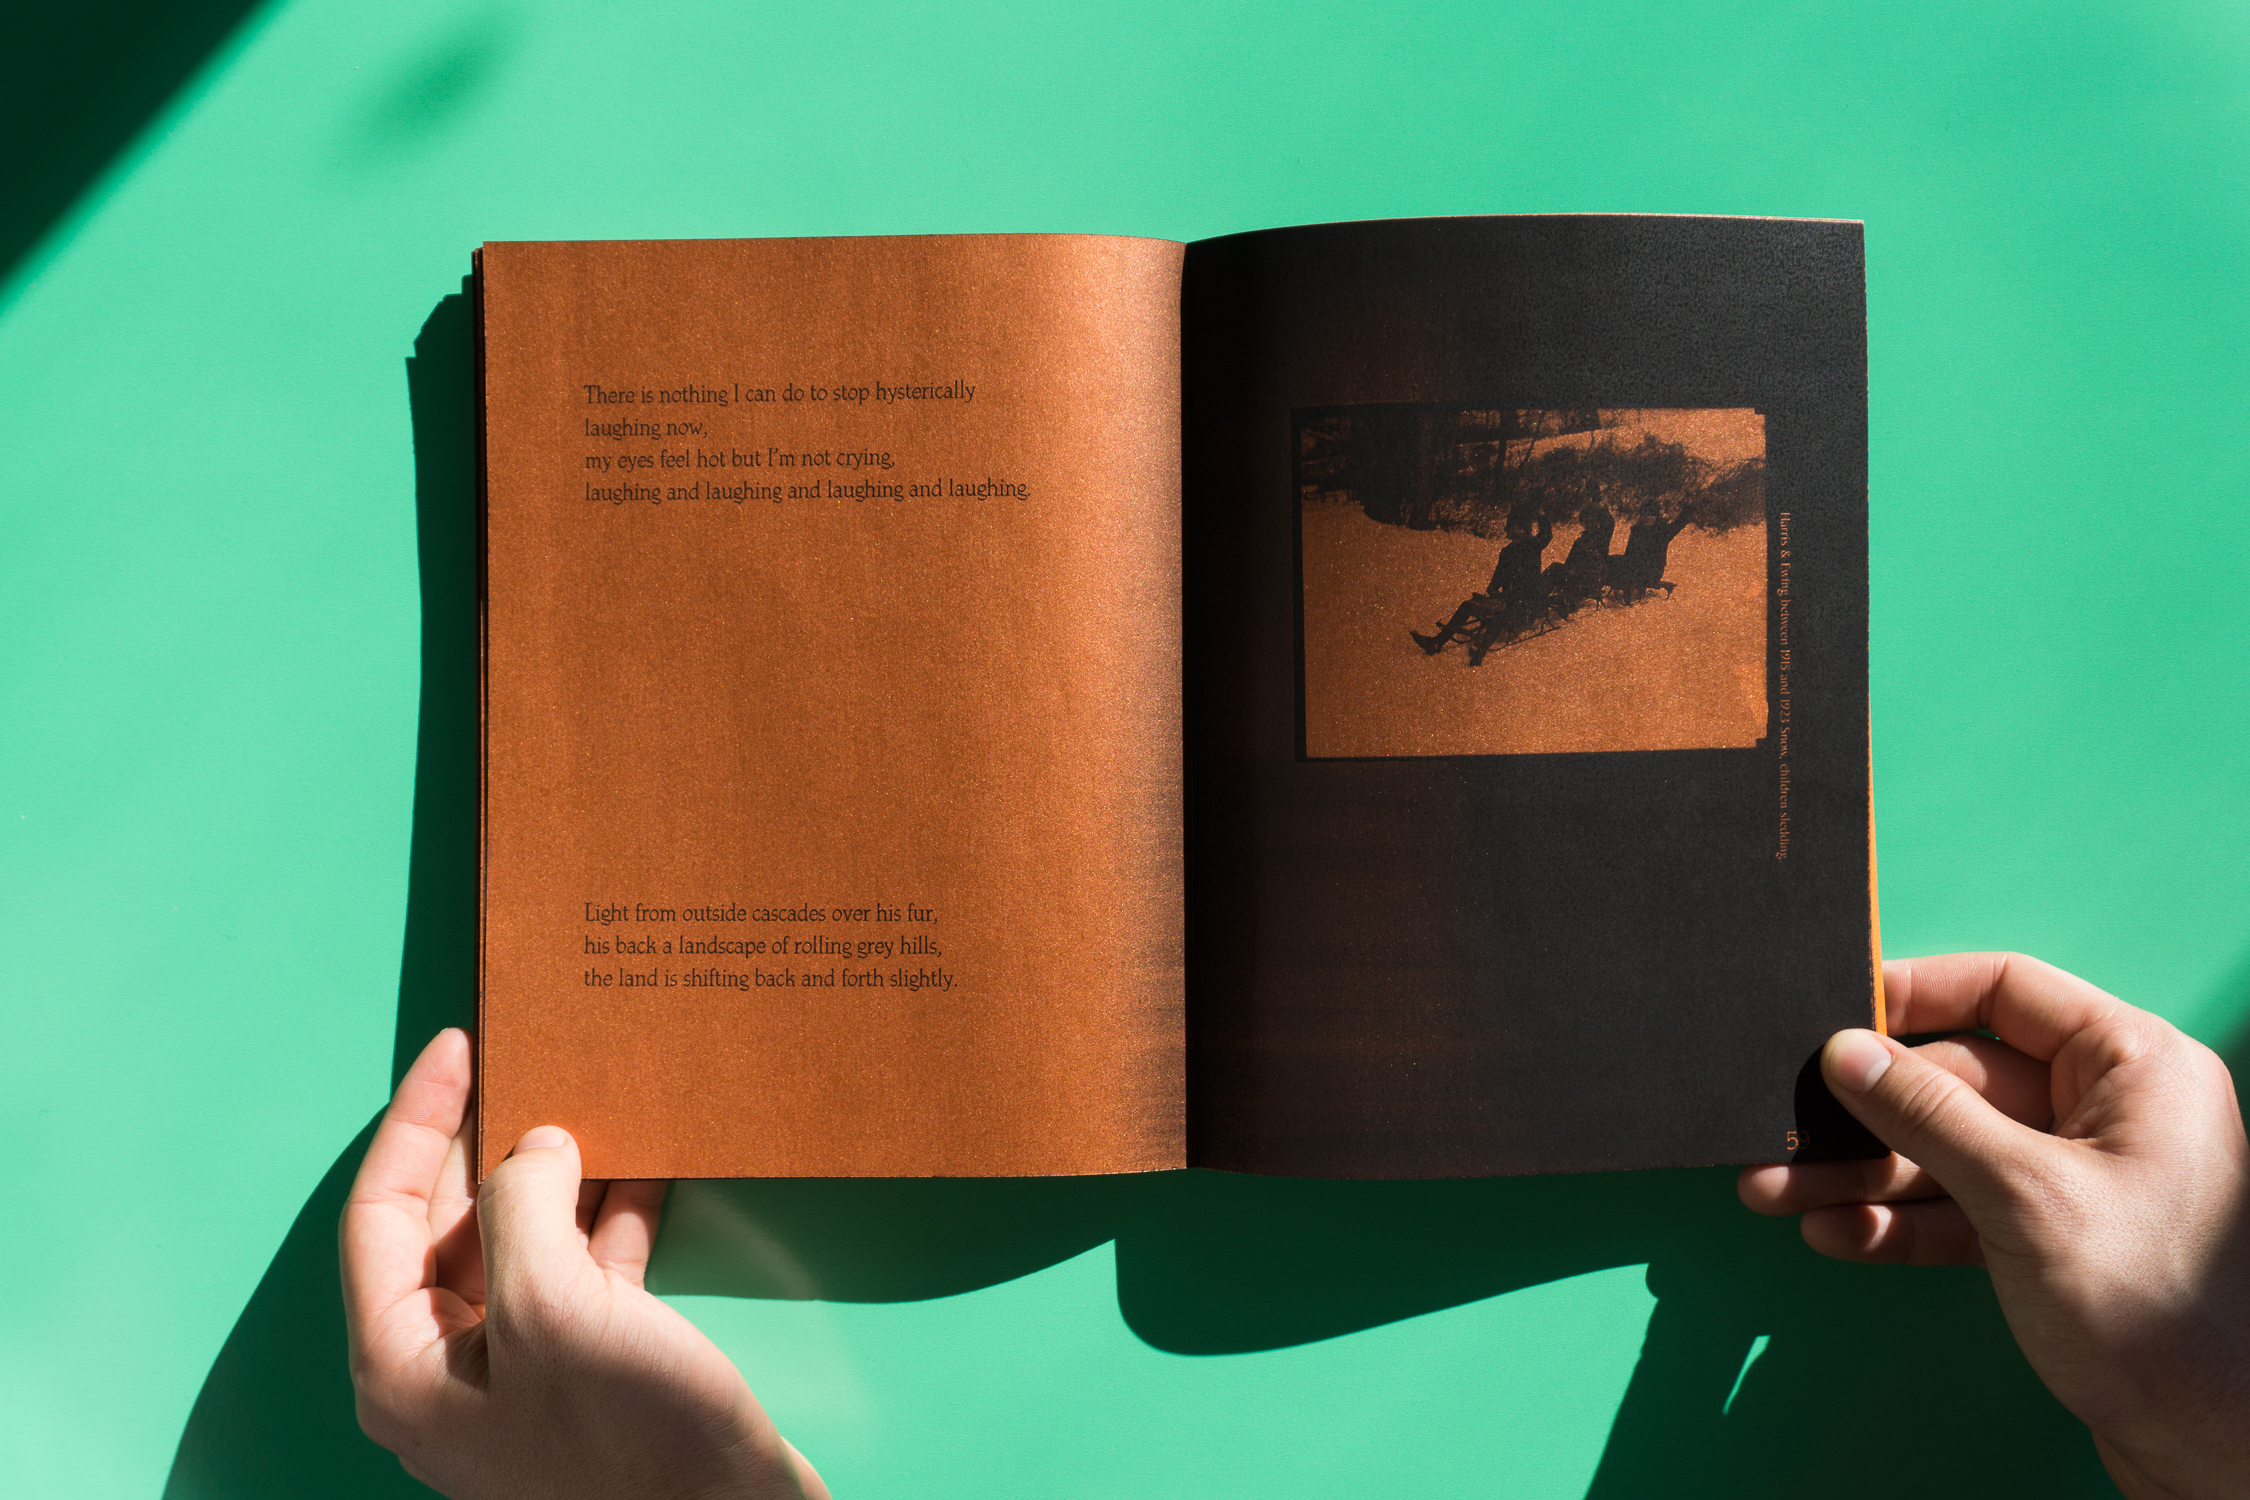 There is nothing I can do to stop hysterically
laughing now,
my eyes feel hot but I'm not crying,
laughing and laughing and laughing and laughing.
Light from outside cascades over his fur,
his back a landscape of rolling grey hills,
the land is shifting back and forth slightly.
Harris & Ewing between 1915 and 1923 Snow, children sledding.
59